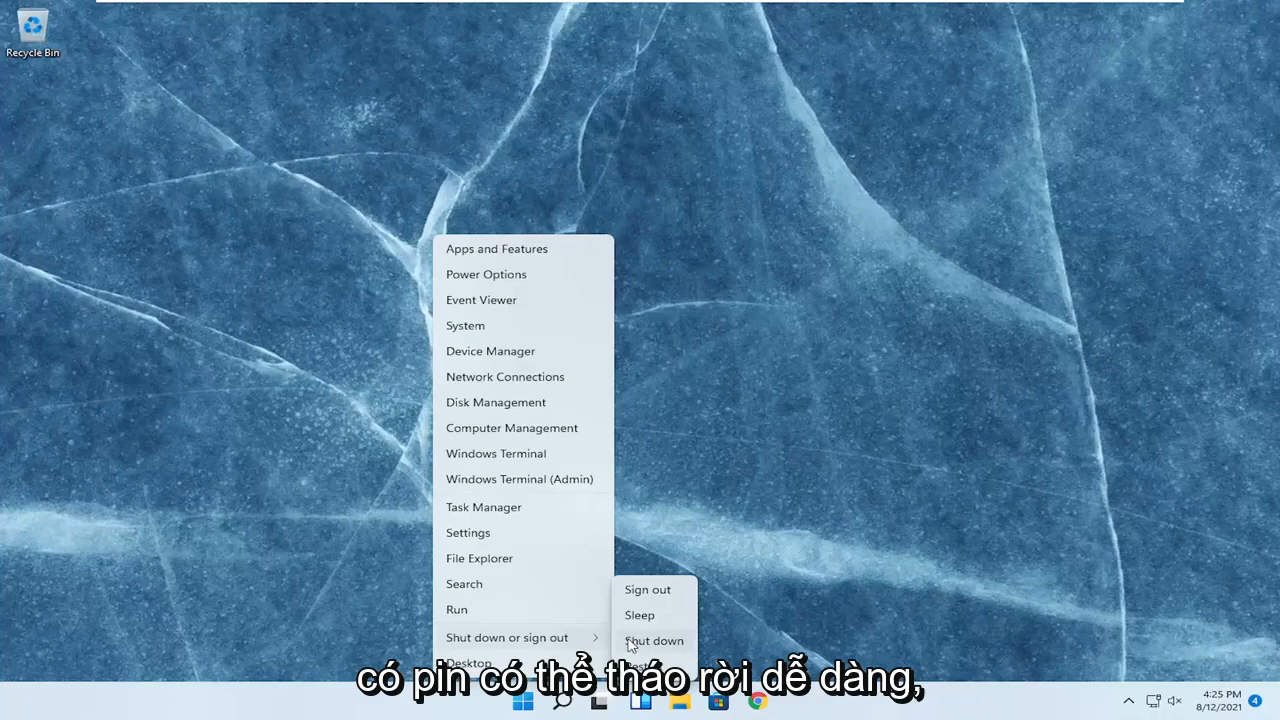 Recycle Bin
Apps and Features
Power Options
Event Viewer
System
Device Manager
Network Connections
Disk Management
Computer Management
Windows Terminal
Windows Terminal (Admin)
Task Manager
Settings
File Explorer
Search
Run
Shut down or sign out
Desktop
Sign out
Sleep
Shut down
có pin có thể tháo rời dễ dàng,
4:25 PM
8/12/2021
4